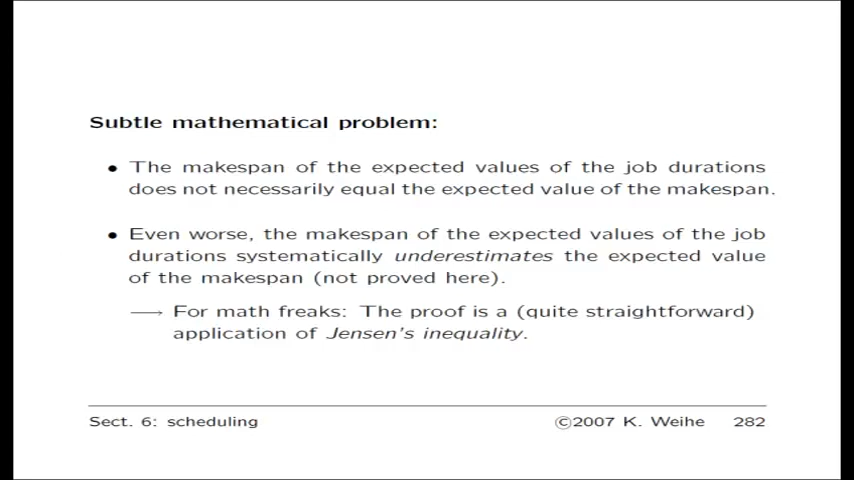 Subtle mathematical problem:
• The makespan of the expected values of the job durations
does not necessarily equal the expected value of the makespan.
• Even worse, the makespan of the expected values of the job
durations systematically underestimates the expected value
of the makespan (not proved here).
⟶ For math freaks: The proof is a (quite straightforward)
application of Jensen's inequality.
Sect. 6: scheduling ©2007 K. Weihe 282